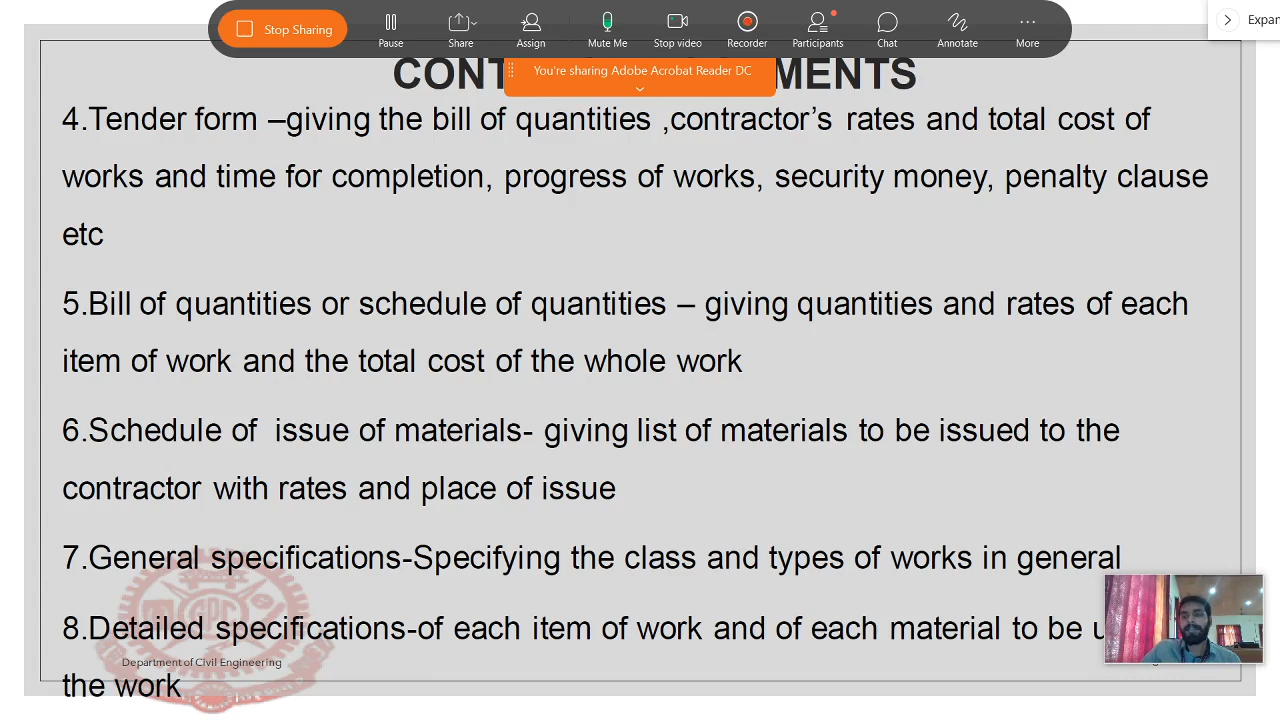 Stop Sharing
Pause
Share
Assign
Mute Me
Stop video
Recorder
Participants
Chat
Annotate
More
Expan
You're sharing Adobe Acrobat Reader DC
CONT MENTS
4.Tender form –giving the bill of quantities ,contractor's rates and total cost of
works and time for completion, progress of works, security money, penalty clause
etc
5.Bill of quantities or schedule of quantities – giving quantities and rates of each
item of work and the total cost of the whole work
6.Schedule of issue of materials- giving list of materials to be issued to the
contractor with rates and place of issue
7.General specifications-Specifying the class and types of works in general
8.Detailed specifications-of each item of work and of each material to be u
the work
GPC
Department of Civil Engineering